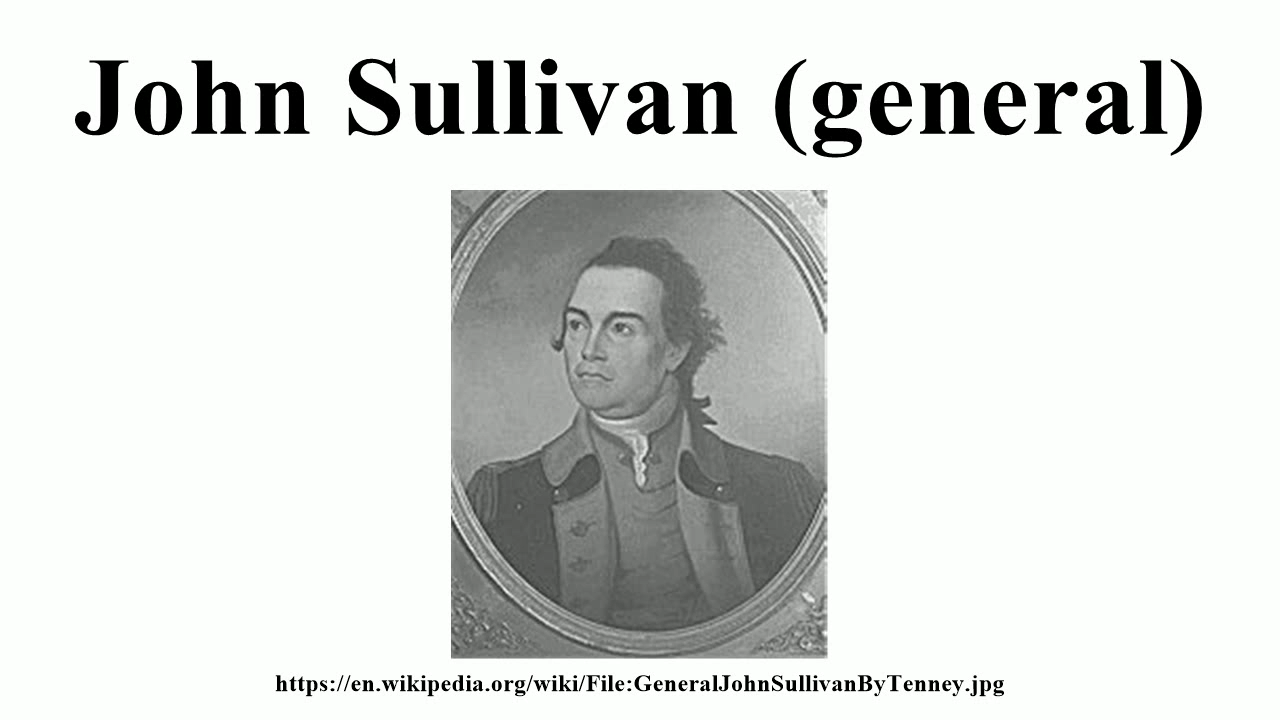 John Sullivan (general)
https://en.wikipedia.org/wiki/File:GeneralJohnSullivanByTenney.jpg